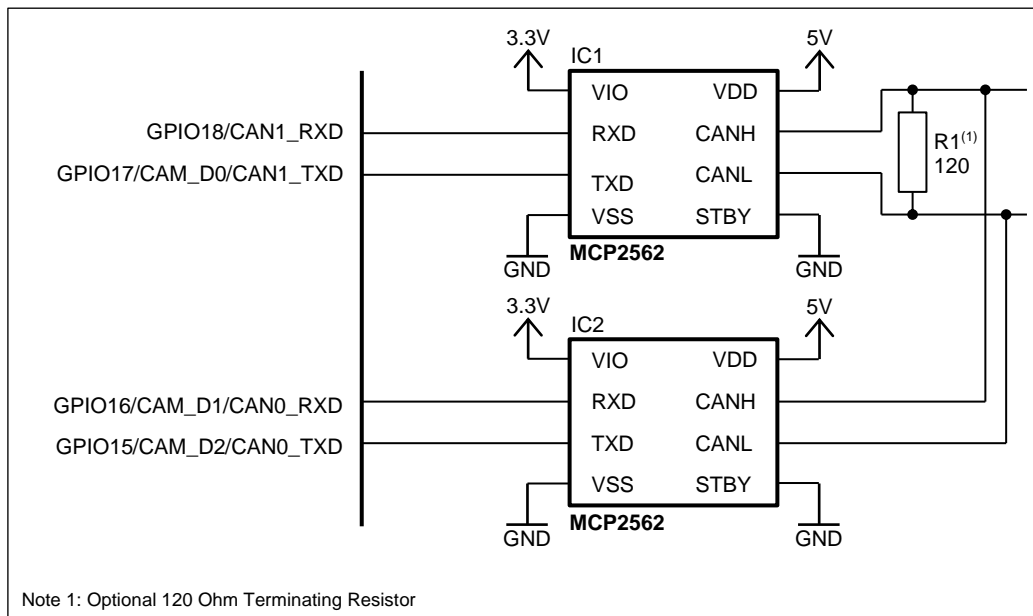 3.3V
5V
IC1
VIO
VDD
GPIO18/CAN1_RXD
RXD
CANH
R1(1)
120
GPIO17/CAM_D0/CAN1_TXD
TXD
CANL
VSS
STBY
MCP2562
GND
GND
3.3V
5V
IC2
VIO
VDD
GPIO16/CAM_D1/CAN0_RXD
RXD
CANH
GPIO15/CAM_D2/CAN0_TXD
TXD
CANL
VSS
STBY
MCP2562
GND
GND
Note 1: Optional 120 Ohm Terminating Resistor